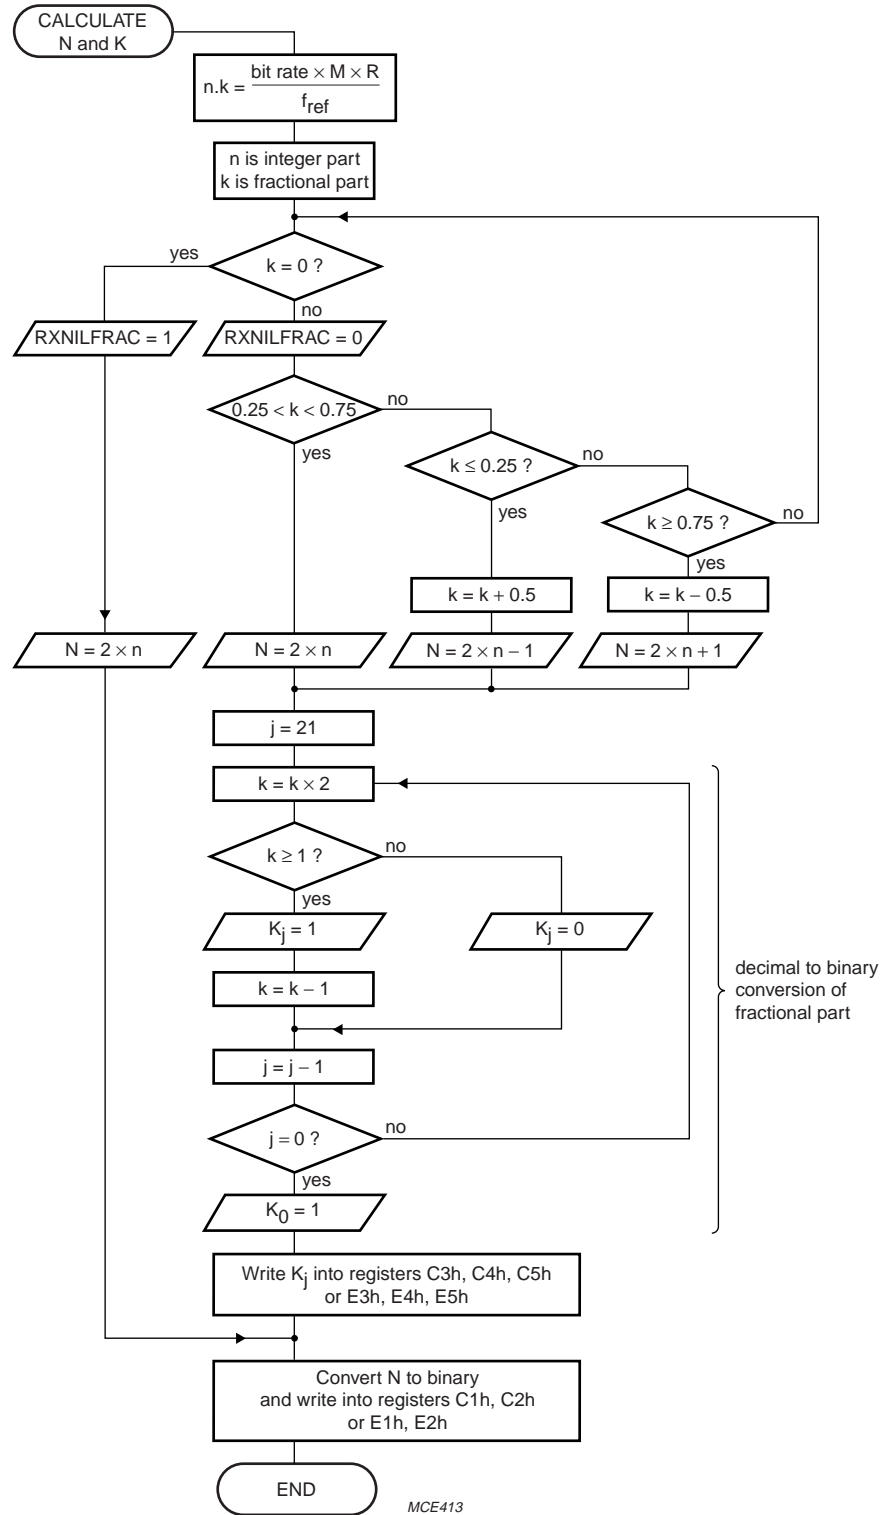 CALCULATE
N and K
n.k = bit rate × M × R
f_ref
n is integer part
k is fractional part
yes
k = 0 ?
no
RXNILFRAC = 1
RXNILFRAC = 0
0.25 < k < 0.75
no
yes
k ≤ 0.25 ?
no
yes
k ≥ 0.75 ?
no
yes
k = k + 0.5
k = k − 0.5
N = 2 × n
N = 2 × n
N = 2 × n − 1
N = 2 × n + 1
j = 21
k = k × 2
k ≥ 1 ?
no
yes
K_j = 1
K_j = 0
k = k − 1
decimal to binary
conversion of
fractional part
j = j − 1
j = 0 ?
no
yes
K_0 = 1
Write K_j into registers C3h, C4h, C5h
or E3h, E4h, E5h
Convert N to binary
and write into registers C1h, C2h
or E1h, E2h
END
MCE413